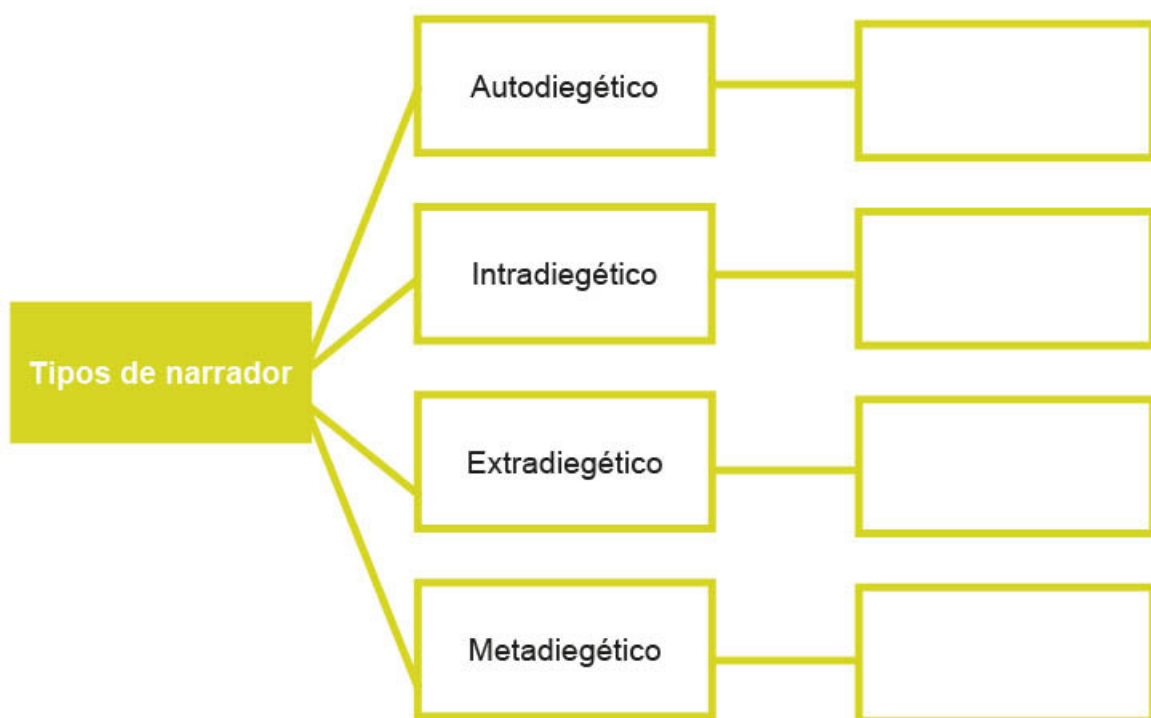 Tipos de narrador
Autodiegético
Intradiegético
Extradiegético
Metadiegético